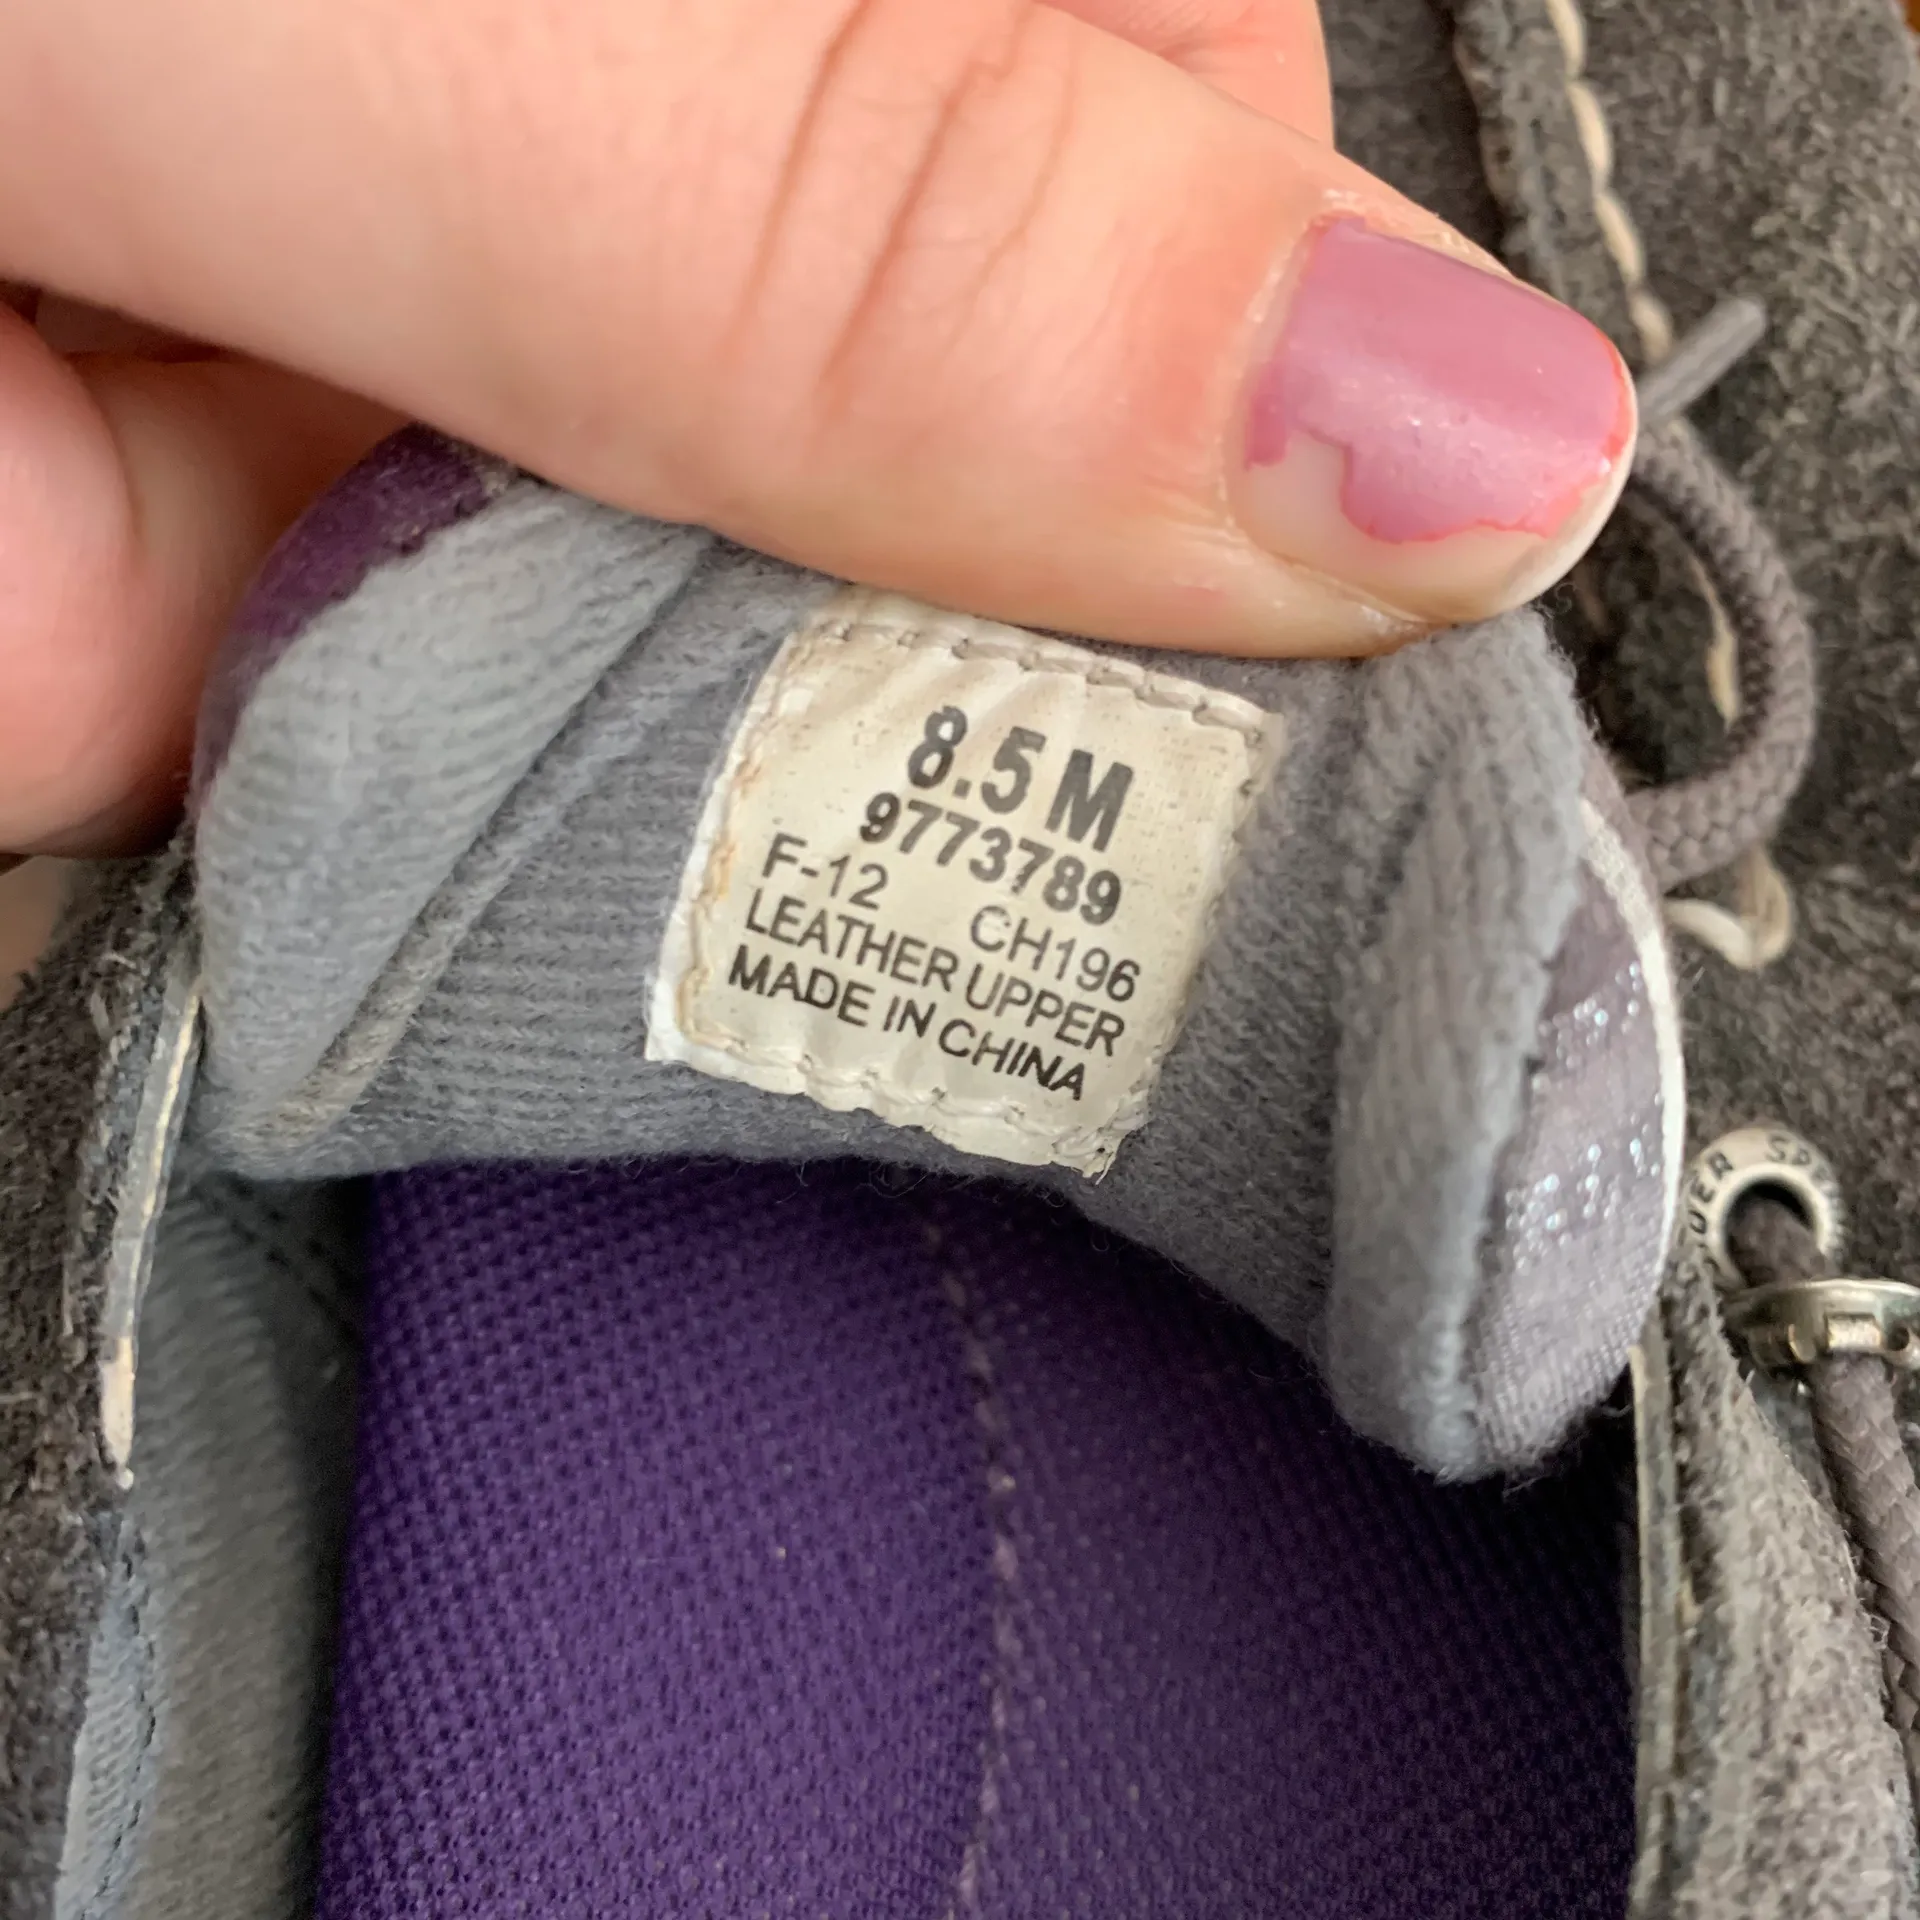 8.5 M
9773789
F-12 CH196
LEATHER UPPER
MADE IN CHINA